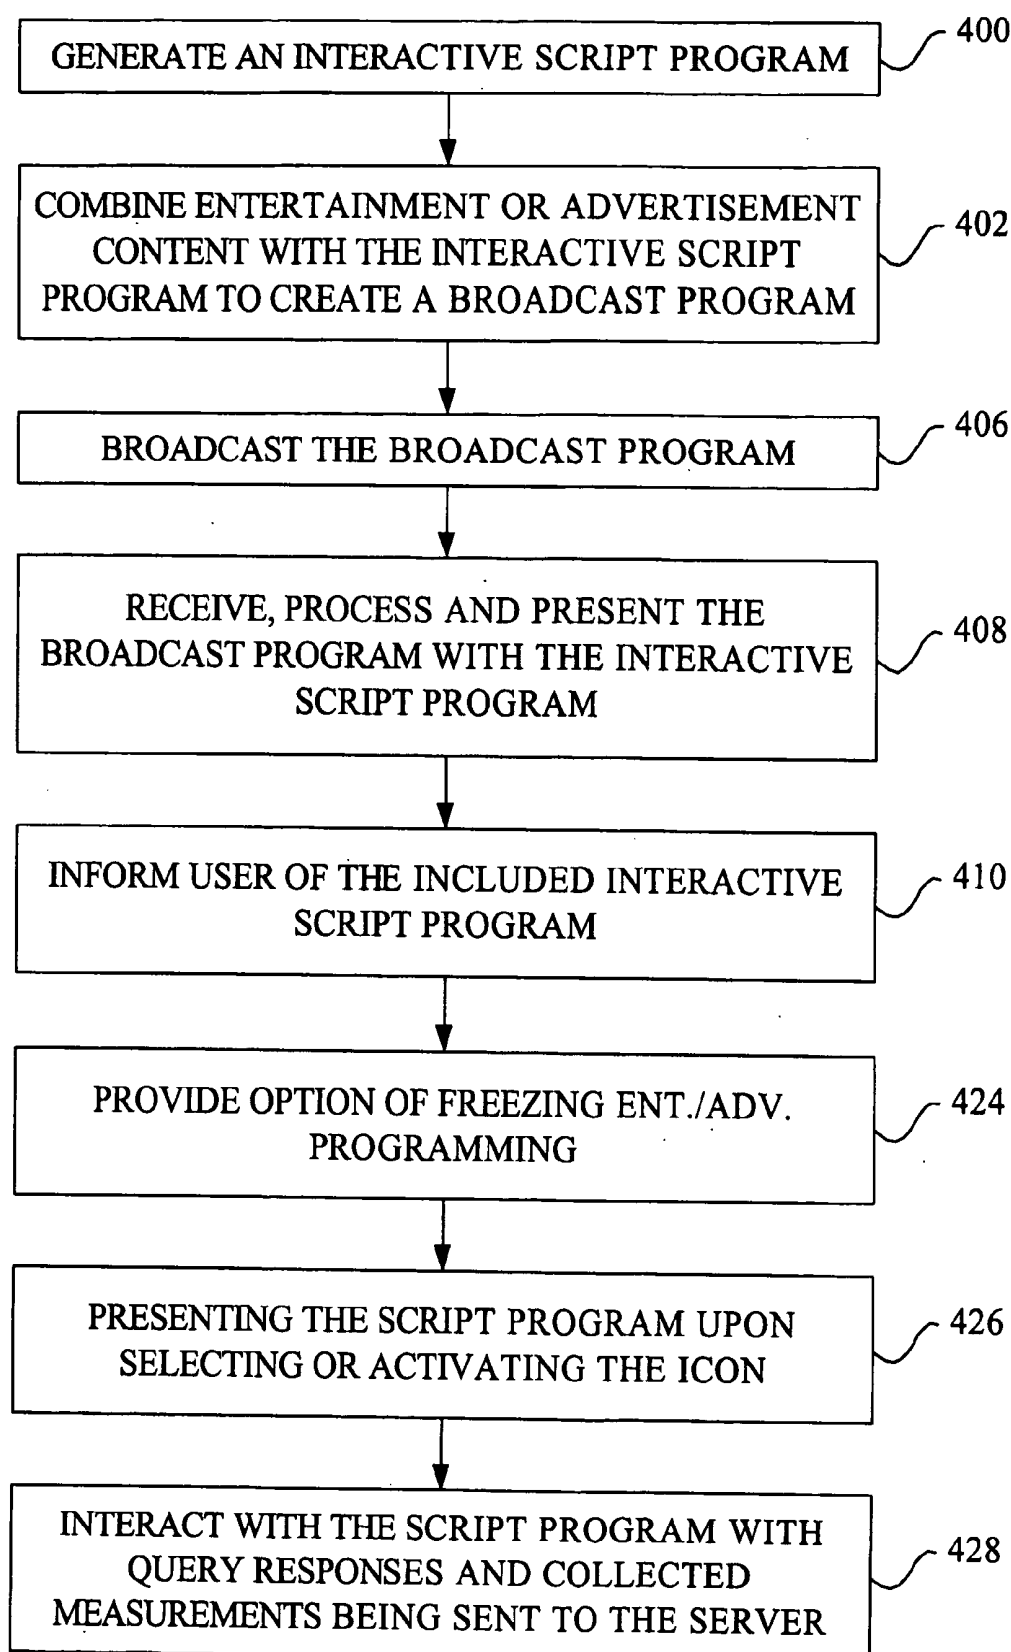 GENERATE AN INTERACTIVE SCRIPT PROGRAM
400
COMBINE ENTERTAINMENT OR ADVERTISEMENT
CONTENT WITH THE INTERACTIVE SCRIPT
PROGRAM TO CREATE A BROADCAST PROGRAM
402
BROADCAST THE BROADCAST PROGRAM
406
RECEIVE, PROCESS AND PRESENT THE
BROADCAST PROGRAM WITH THE INTERACTIVE
SCRIPT PROGRAM
408
INFORM USER OF THE INCLUDED INTERACTIVE
SCRIPT PROGRAM
410
PROVIDE OPTION OF FREEZING ENT./ADV.
PROGRAMMING
424
PRESENTING THE SCRIPT PROGRAM UPON
SELECTING OR ACTIVATING THE ICON
426
INTERACT WITH THE SCRIPT PROGRAM WITH
QUERY RESPONSES AND COLLECTED
MEASUREMENTS BEING SENT TO THE SERVER
428